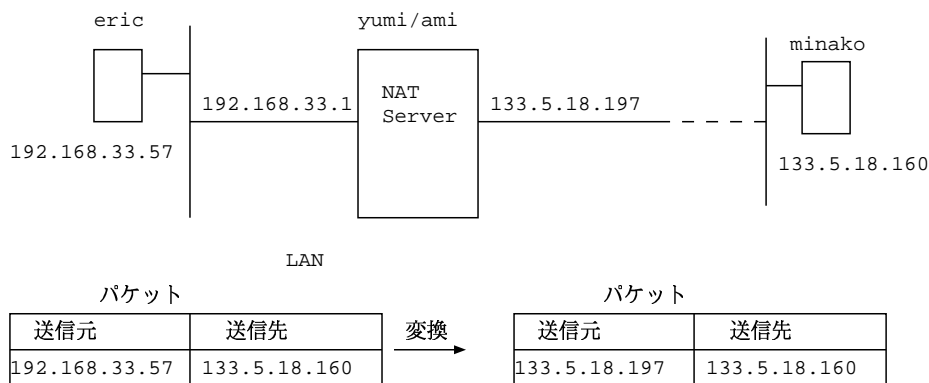 eric yumi/ami
minako
NAT
Server
192.168.33.1 133.5.18.197
192.168.33.57
133.5.18.160
LAN
パケット パケット
送信元 送信先 変換 送信元 送信先
192.168.33.57 133.5.18.160 133.5.18.197 133.5.18.160